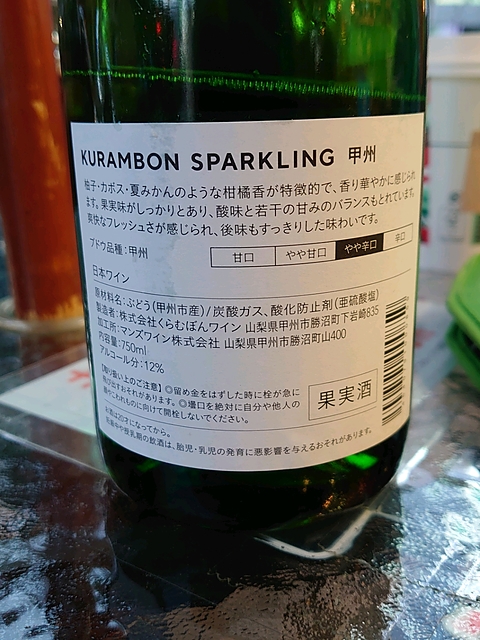 KURAMBON SPARKLING 甲州
柚子・カボス・夏みかんのような柑橘香が特徴的で、香り華やかに感じられ
ます。果実味がしっかりとあり、酸味と若干の甘みのバランスもとれています。
爽快なフレッシュさが感じられ、後味もすっきりした味わいです。
ブドウ品種:甲州
甘口 やや甘口 やや辛口 辛口
日本ワイン
原材料名:ぶどう(甲州市産)/炭酸ガス、酸化防止剤(亜硫酸塩)
製造者:株式会社くらむぼんワイン 山梨県甲州市勝沼町下岩崎835
加工所:マンズワイン株式会社 山梨県甲州市勝沼町山400
内容量:750ml
アルコール分:12%
【取り扱い上のご注意】◎留め金をはずした時に栓が急に
飛び出すおそれがあります。◎壜口を絶対に自分や他人の
顔やこわれものに向けて開栓しないでください。
果実酒
お酒は20才になってから。
妊娠中や授乳期の飲酒は、胎児・乳児の発育に悪影響を与えるおそれがあります。